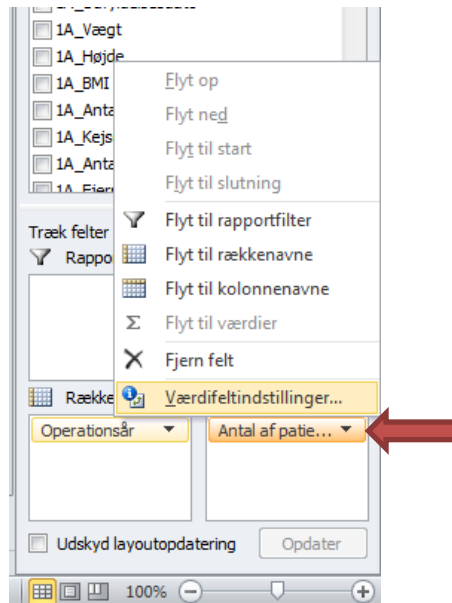 1A_Vægt
1A_Højde
1A_BMI
1A_Anta
1A_Kejs
1A_Anta
Flyt op
Flyt ned
Flyt til start
Flyt til slutning
Flyt til rapportfilter
Flyt til rækkenavne
Flyt til kolonnenavne
Σ Flyt til værdier
Fjern felt
Værdifeltindstillinger...
Træk felter
Rappo
Række
Operationsår
Antal af patie...
Udskyd layoutopdatering
Opdater
100%